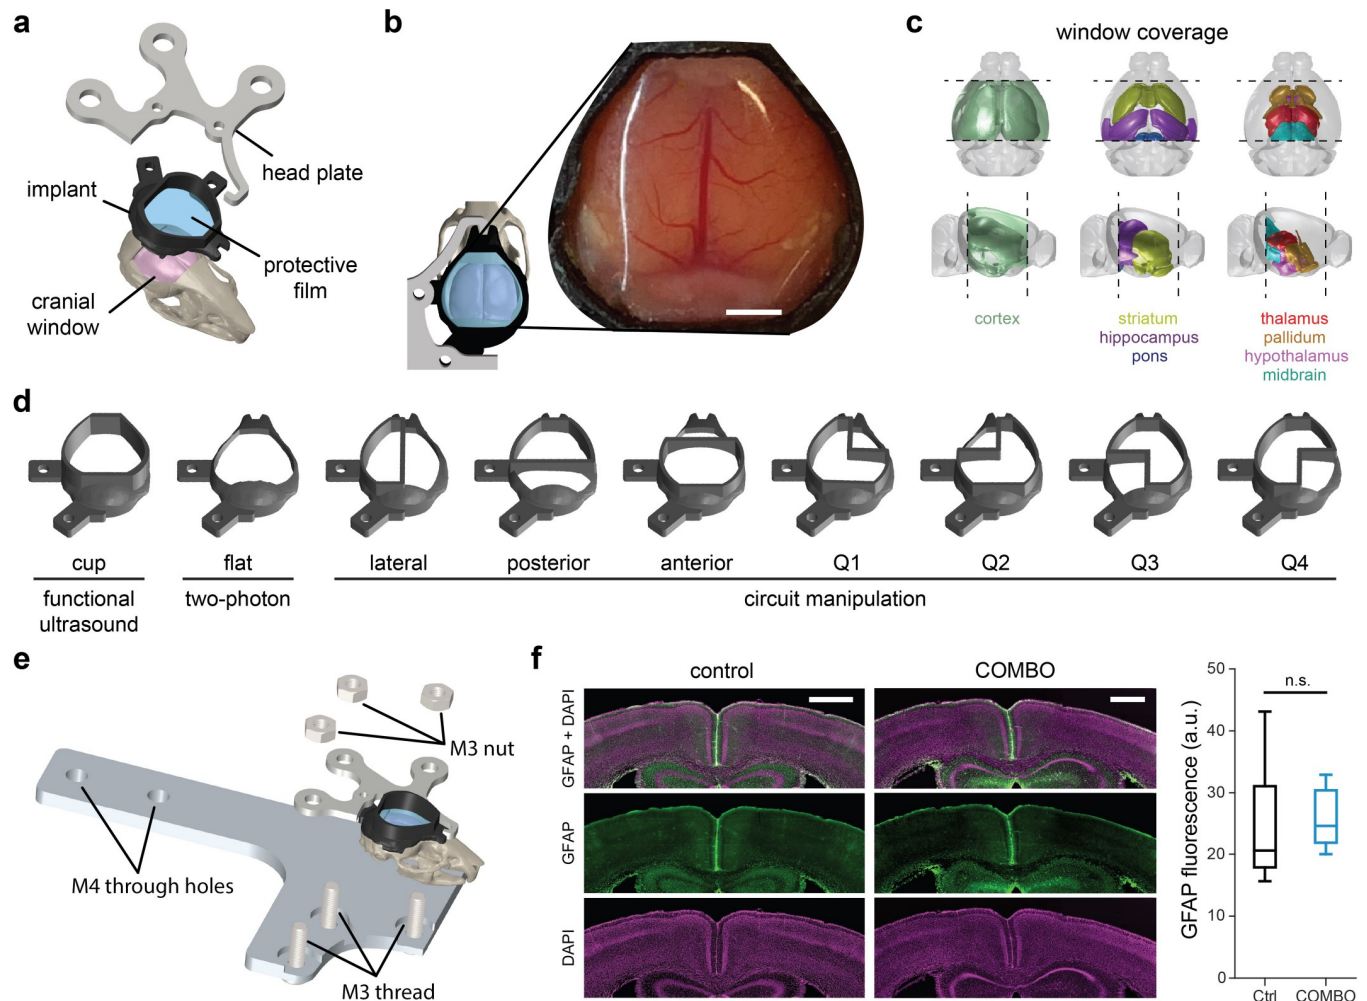 a
head plate
implant
protective
film
cranial
window
b
c
window coverage
cortex
striatum
hippocampus
pons
thalamus
pallidum
hypothalamus
midbrain
d
cup
flat
lateral
posterior
anterior
Q1
Q2
Q3
Q4
functional
ultrasound
two-photon
circuit manipulation
e
M3 nut
M4 through holes
M3 thread
f
control
COMBO
GFAP + DAPI
GFAP
DAPI
GFAP fluorescence (a.u.)
50
40
30
20
10
0
n.s.
Ctrl
COMBO